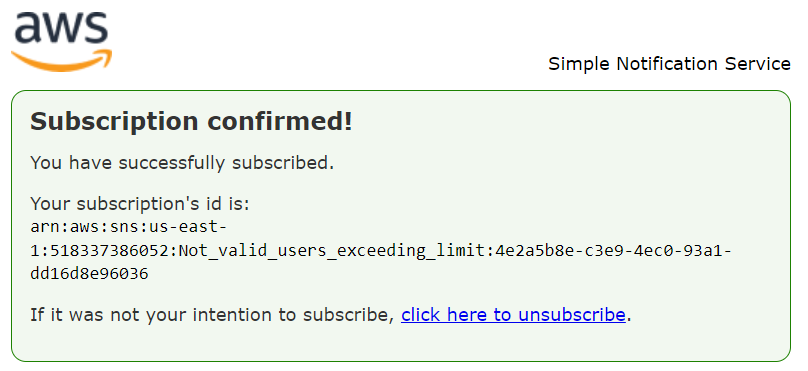 aws
Simple Notification Service
Subscription confirmed!
You have successfully subscribed.
Your subscription's id is:
arn:aws:sns:us-east-
1:518337386052:Not_valid_users_exceeding_limit:4e2a5b8e-c3e9-4ec0-93a1-
dd16d8e96036
If it was not your intention to subscribe, click here to unsubscribe.